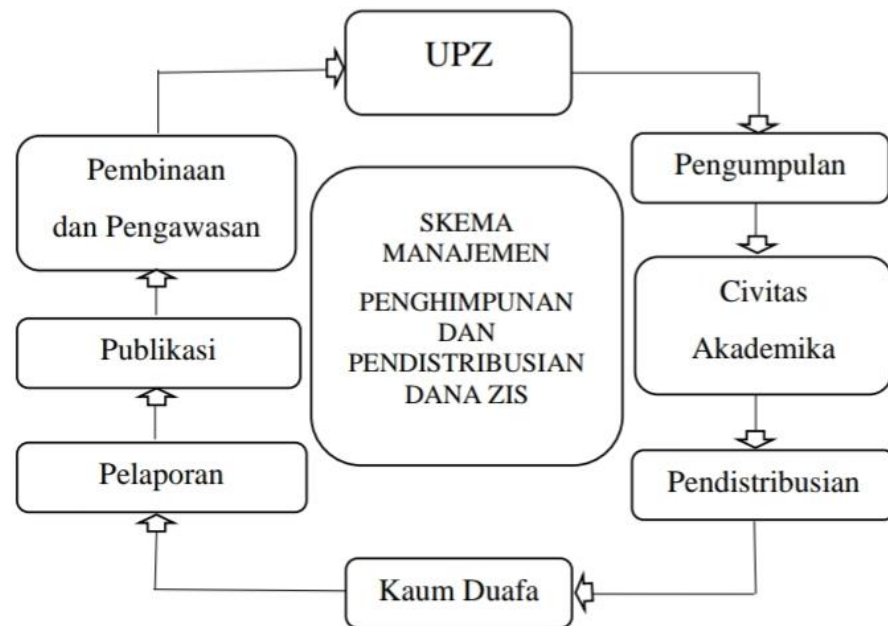 UPZ
Pengumpulan
Civitas
Akademika
Pendistribusian
Kaum Duafa
Pelaporan
Publikasi
Pembinaan
dan Pengawasan
SKEMA
MANAJEMEN
PENGHIMPUNAN
DAN
PENDISTRIBUSIAN
DANA ZIS